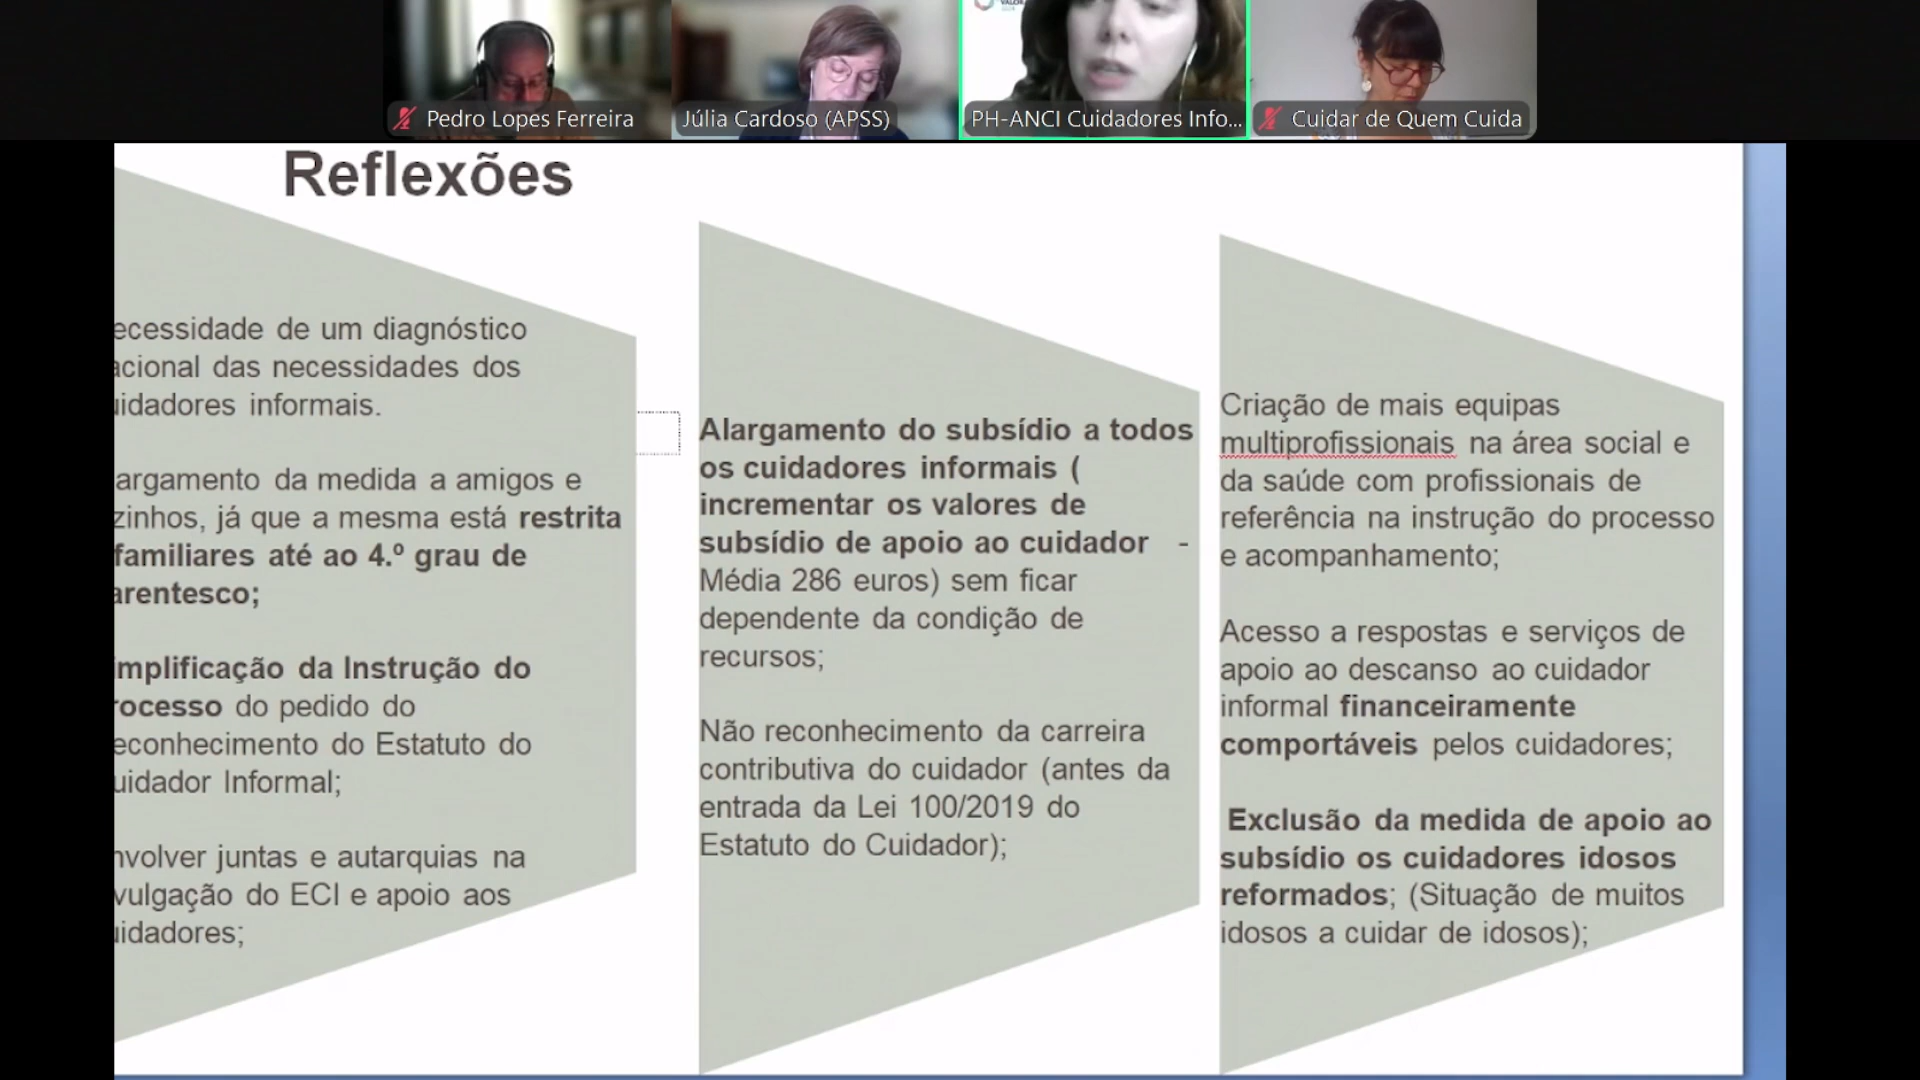 Pedro Lopes Ferreira
Júlia Cardoso (APSS)
PH-ANCI Cuidadores Info...
Cuidar de Quem Cuida
Reflexões
ecessidade de um diagnóstico
acional das necessidades dos
uidadores informais.
argamento da medida a amigos e
zinhos, já que a mesma está restrita
familiares até ao 4.º grau de
arentesco;
implificação da Instrução do
rocesso do pedido do
econhecimento do Estatuto do
uidador Informal;
nvolver juntas e autarquias na
vulgação do ECI e apoio aos
uidadores;
Alargamento do subsídio a todos
os cuidadores informais (
incrementar os valores de
subsídio de apoio ao cuidador -
Média 286 euros) sem ficar
dependente da condição de
recursos;
Não reconhecimento da carreira
contributiva do cuidador (antes da
entrada da Lei 100/2019 do
Estatuto do Cuidador);
Criação de mais equipas
multiprofissionais na área social e
da saúde com profissionais de
referência na instrução do processo
e acompanhamento;
Acesso a respostas e serviços de
apoio ao descanso ao cuidador
informal financeiramente
comportáveis pelos cuidadores;
Exclusão da medida de apoio ao
subsídio os cuidadores idosos
reformados; (Situação de muitos
idosos a cuidar de idosos);